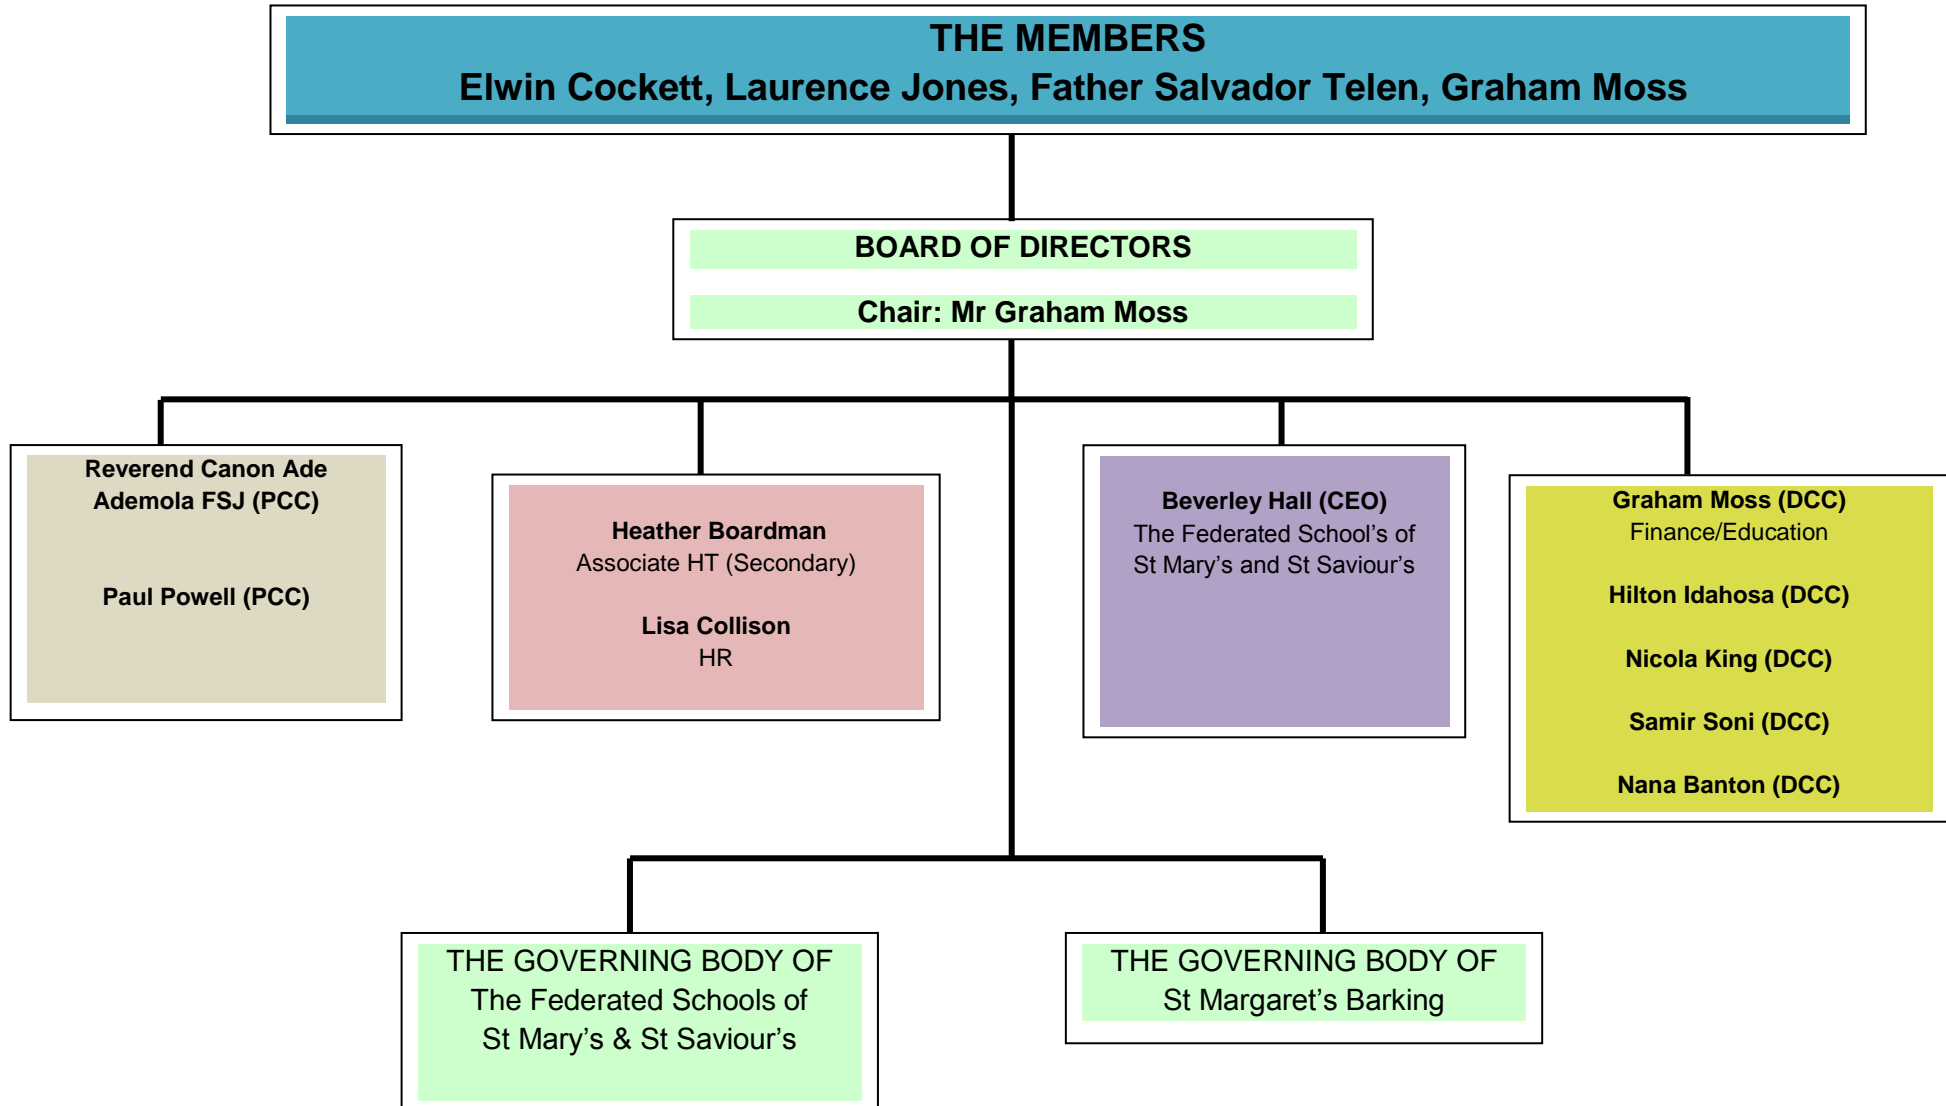 THE MEMBERS
Elwin Cockett, Laurence Jones, Father Salvador Telen, Graham Moss
BOARD OF DIRECTORS
Chair: Mr Graham Moss
Reverend Canon Ade
Ademola FSJ (PCC)
Paul Powell (PCC)
Heather Boardman
Associate HT (Secondary)
Lisa Collison
HR
Beverley Hall (CEO)
The Federated School’s of
St Mary’s and St Saviour’s
Graham Moss (DCC)
Finance/Education
Hilton Idahosa (DCC)
Nicola King (DCC)
Samir Soni (DCC)
Nana Banton (DCC)
THE GOVERNING BODY OF
The Federated Schools of
St Mary’s & St Saviour’s
THE GOVERNING BODY OF
St Margaret’s Barking